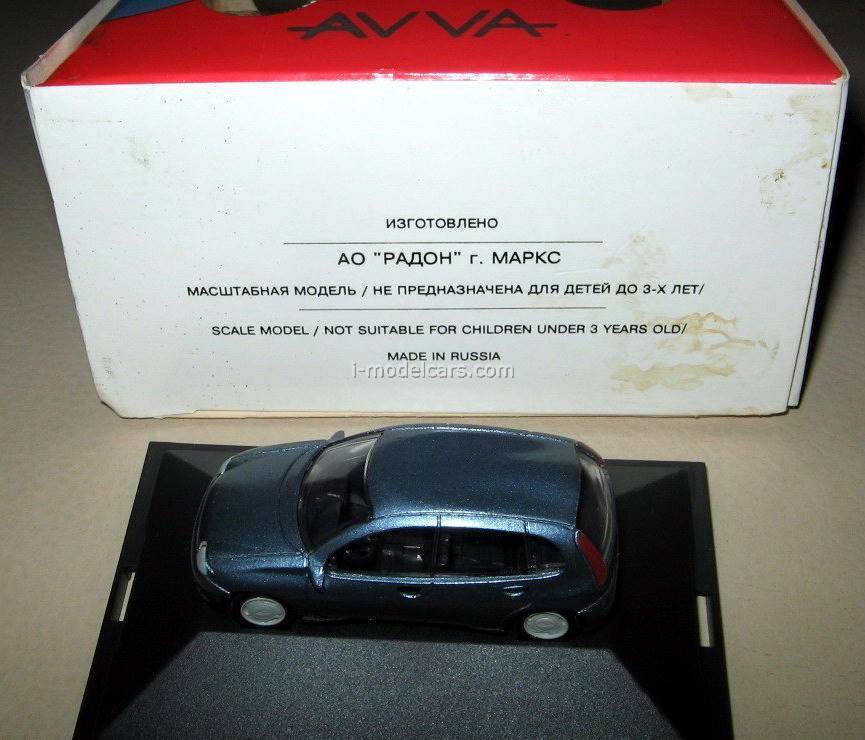 AVVA
ИЗГОТОВЛЕНО
АО "РАДОН" г. МАРКС
МАСШТАБНАЯ МОДЕЛЬ / НЕ ПРЕДНАЗНАЧЕНА ДЛЯ ДЕТЕЙ ДО 3-Х ЛЕТ/
SCALE MODEL / NOT SUITABLE FOR CHILDREN UNDER 3 YEARS OLD/
MADE IN RUSSIA
i-modelcars.com